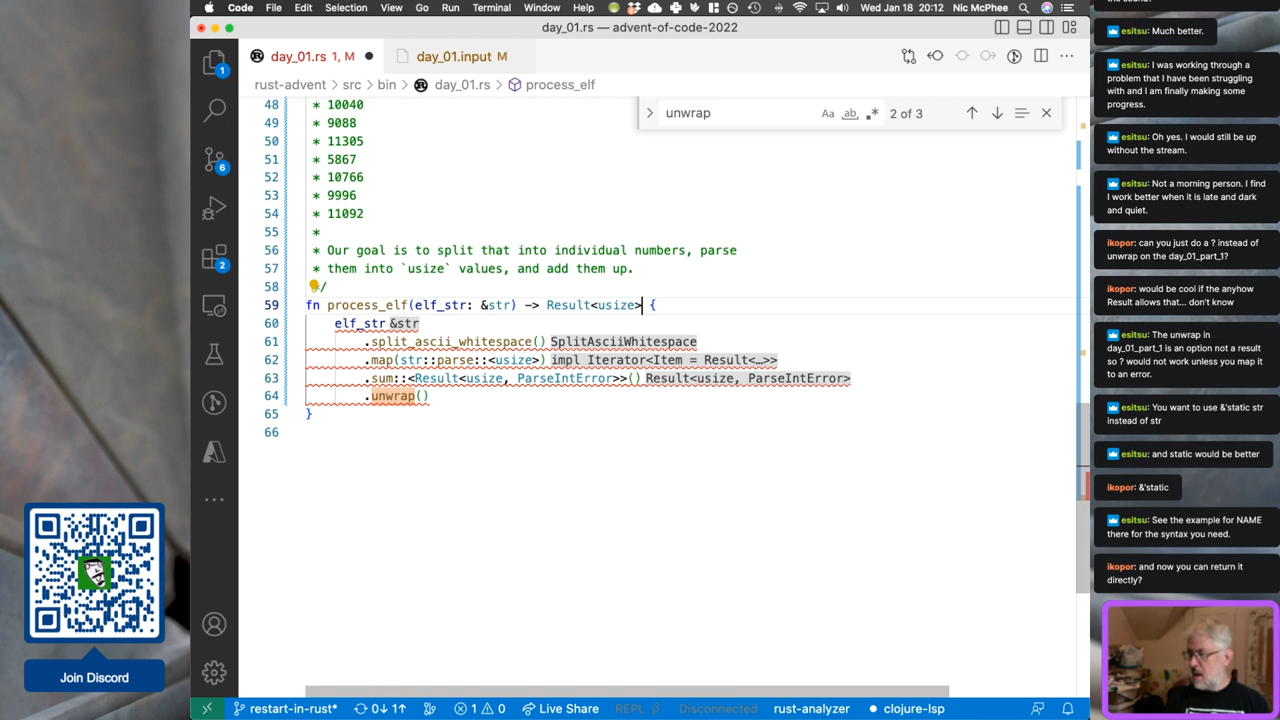 Code File Edit Selection View Go Run Terminal Window Help
Wed Jan 18 20:12 Nic McPhee
day_01.rs — advent-of-code-2022
day_01.rs 1, M
day_01.input M
rust-advent > src > bin > day_01.rs > process_elf
unwrap
Aa
ab
2 of 3
48 * 10040
49 * 9088
50 * 11305
51 * 5867
52 * 10766
53 * 9996
54 * 11092
55 *
56 * Our goal is to split that into individual numbers, parse
57 * them into `usize` values, and add them up.
58 */
59 fn process_elf(elf_str: &str) -> Result<usize> {
60 elf_str &str
61 .split_ascii_whitespace() SplitAsciiWhitespace
62 .map(str::parse::<usize>) impl Iterator<Item = Result<…>>
63 .sum::<Result<usize, ParseIntError>>() Result<usize, ParseIntError>
64 .unwrap()
65 }
66
1
6
2
Join Discord
restart-in-rust* 0↓ 1↑ 1 0 Live Share REPL Disconnected rust-analyzer clojure-lsp
the sound?
esitsu: Much better.
esitsu: I was working through a
problem that I have been struggling
with and I am finally making some
progress.
esitsu: Oh yes. I would still be up
without the stream.
esitsu: Not a morning person. I find
I work better when it is late and dark
and quiet.
ikopor: can you just do a ? instead of
unwrap on the day_01_part_1?
ikopor: would be cool if the anyhow
Result allows that... don't know
esitsu: The unwrap in
day_01_part_1 is an option not a result
so ? would not work unless you map it
to an error.
esitsu: You want to use &'static str
instead of str
esitsu: and static would be better
ikopor: &'static
esitsu: See the example for NAME
there for the syntax you need.
ikopor: and now you can return it
directly?